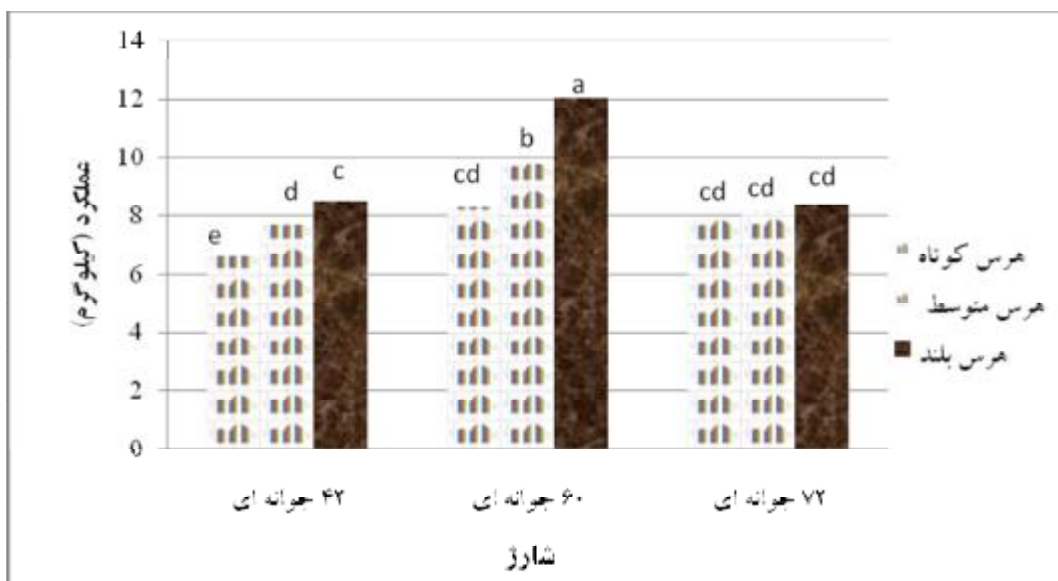 عملکرد (کیلوگرم)
14
12
10
8
6
4
2
0
e
d
c
cd
b
a
cd
cd
cd
۴۲ جوانه ای
۶۰ جوانه ای
۷۲ جوانه ای
شارژ
هرس کوتاه
هرس متوسط
هرس بلند